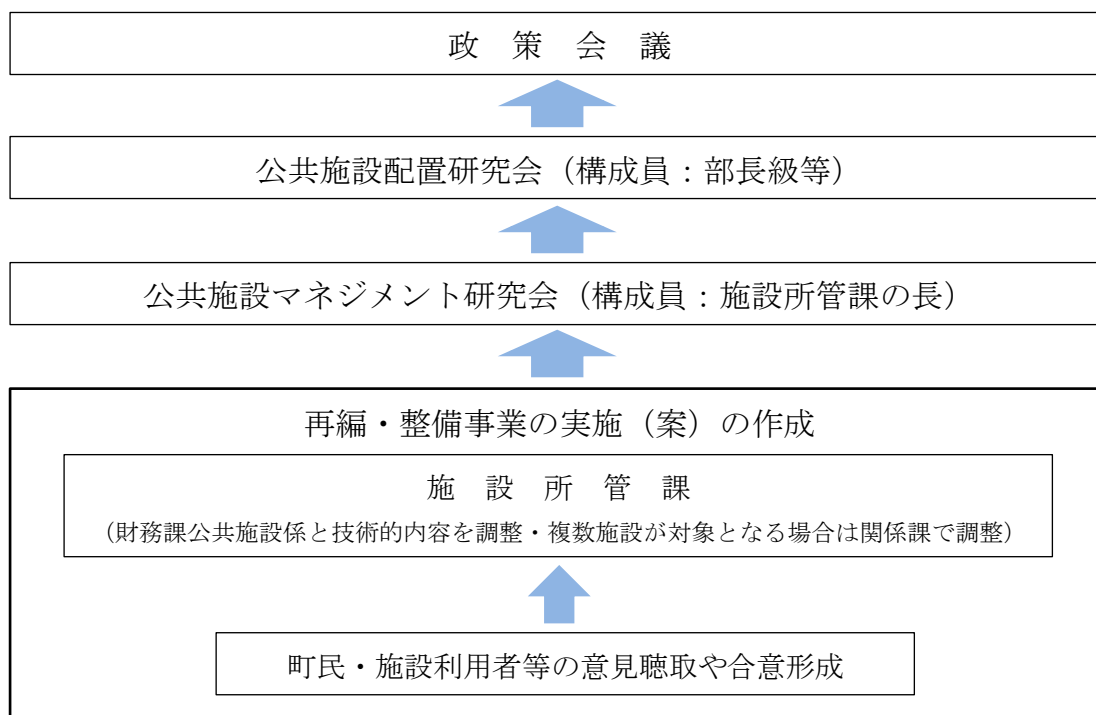 政　策　会　議
公共施設配置研究会（構成員：部長級等）
公共施設マネジメント研究会（構成員：施設所管課の長）
再編・整備事業の実施（案）の作成
施　設　所　管　課
（財務課公共施設係と技術的内容を調整・複数施設が対象となる場合は関係課で調整）
町民・施設利用者等の意見聴取や合意形成